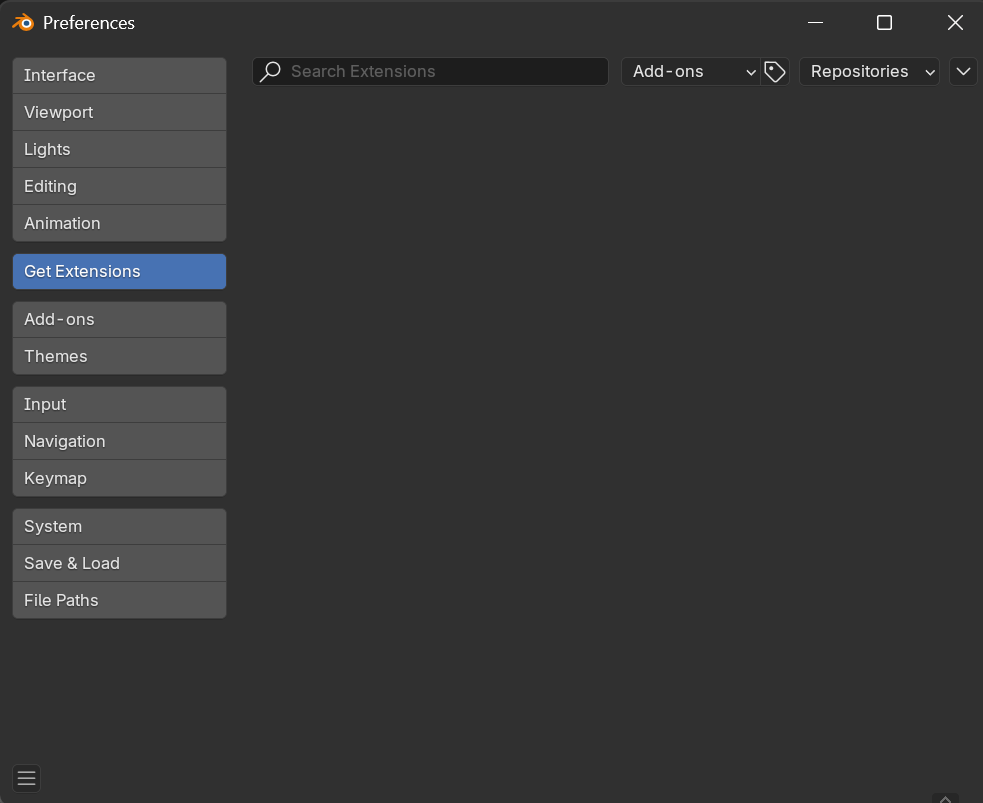 Preferences
Search Extensions
Add-ons
Repositories
Interface
Viewport
Lights
Editing
Animation
Get Extensions
Add-ons
Themes
Input
Navigation
Keymap
System
Save & Load
File Paths